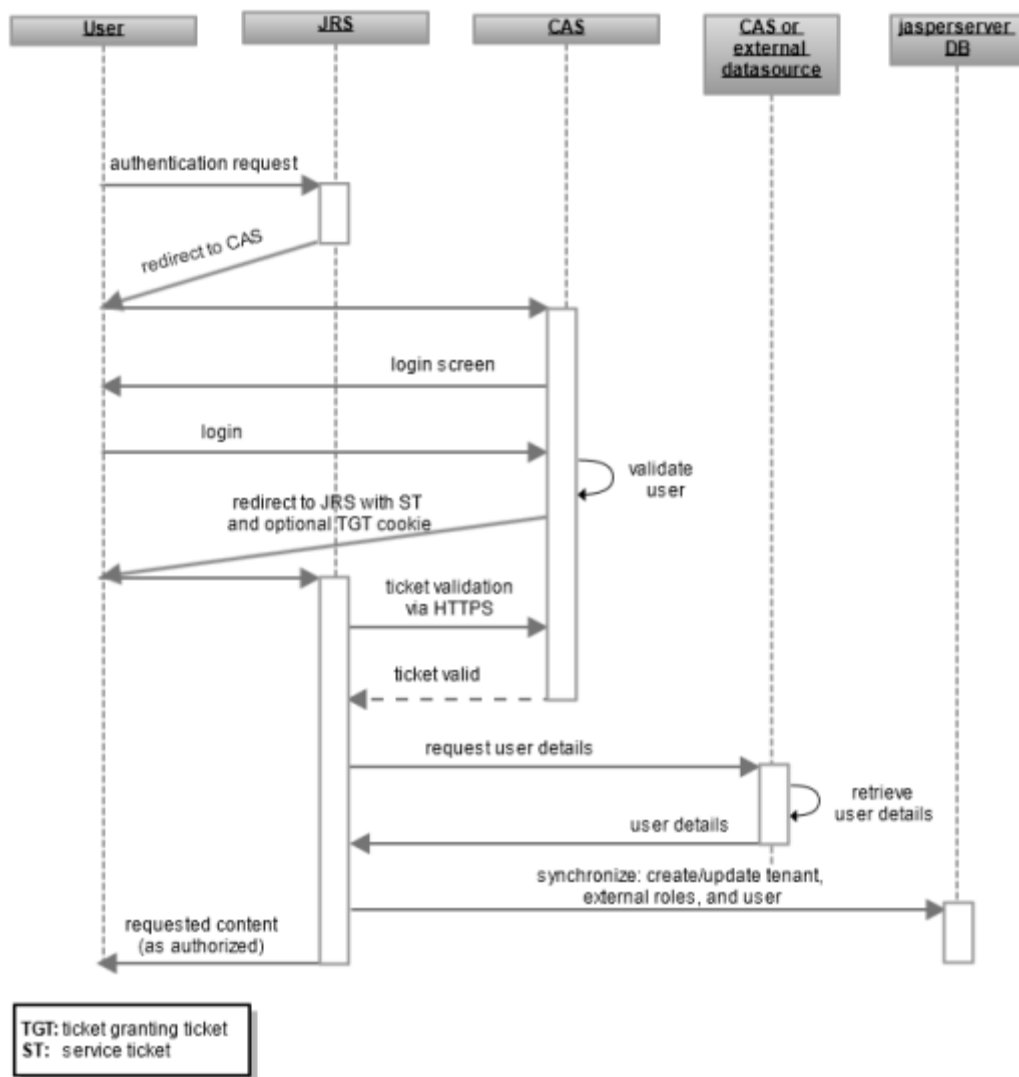 User
JRS
CAS
CAS or
external
datasource
jasperserver
DB
authentication request
redirect to CAS
login screen
login
validate
user
redirect to JRS with ST
and optional TGT cookie
ticket validation
via HTTPS
ticket valid
request user details
retrieve
user details
user details
synchronize: create/update tenant,
external roles, and user
requested content
(as authorized)
TGT: ticket granting ticket
ST: service ticket